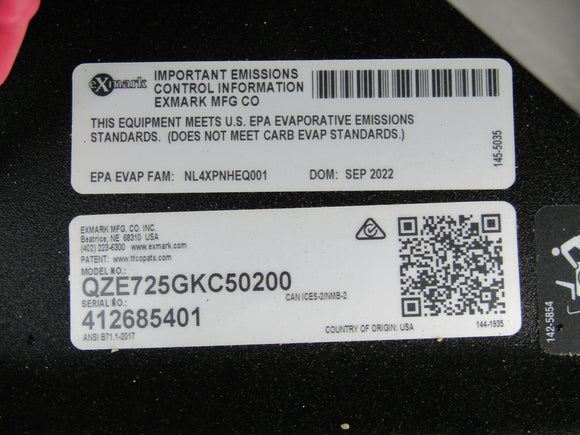 eXmark
IMPORTANT EMISSIONS
CONTROL INFORMATION
EXMARK MFG CO
THIS EQUIPMENT MEETS U.S. EPA EVAPORATIVE EMISSIONS
STANDARDS. (DOES NOT MEET CARB EVAP STANDARDS.)
EPA EVAP FAM: NL4XPNHEQ001 DOM: SEP 2022
145-5035
EXMARK MFG. CO. INC.
Beatrice, NE 68310 USA
(402) 223-6300 www.exmark.com
PATENT: www.ttcopats.com
MODEL NO.:
QZE725GKC50200
CAN ICES-2/NMB-2
SERIAL NO.:
412685401
ANSI B71.1-2017
COUNTRY OF ORIGIN: USA
144-1935
142-5854